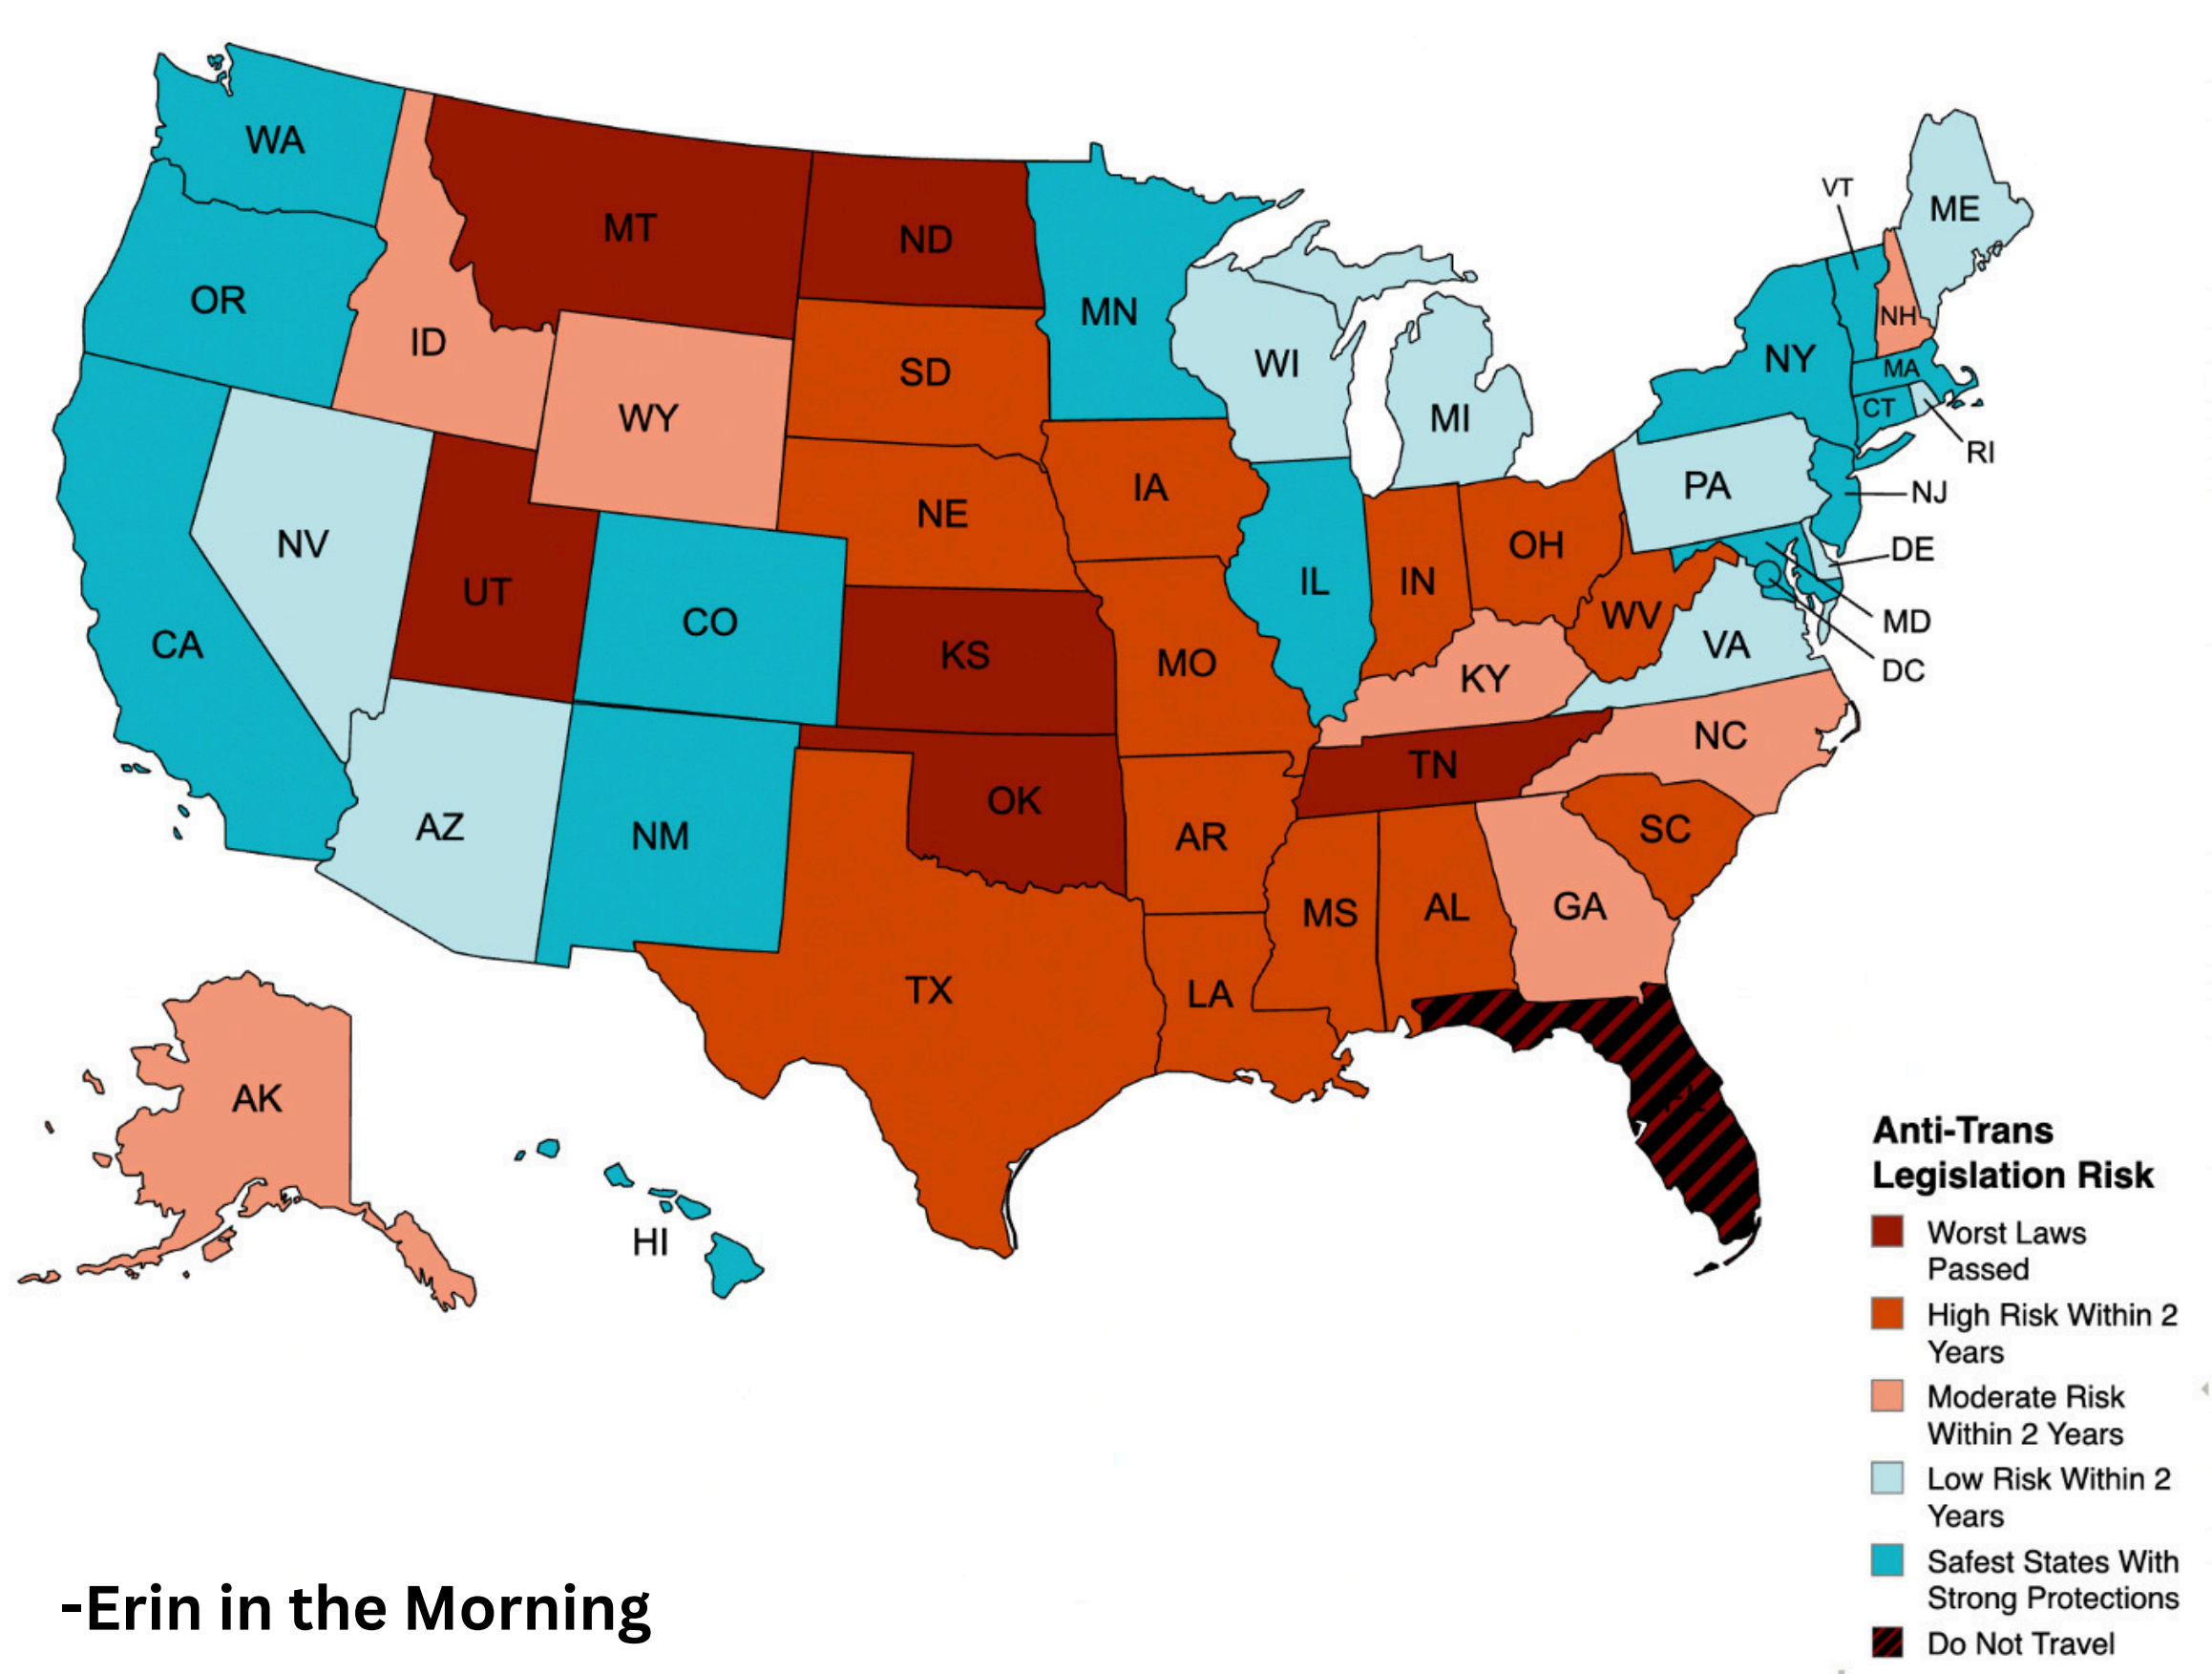 WA
VT
ME
MT
ND
OR
MN
NH
ID
NY
WI
SD
MA
WY
CT
MI
RI
PA
IA
NJ
NE
NV
OH
DE
IL
IN
UT
WV
CO
MD
CA
VA
KS
MO
DC
KY
NC
TN
OK
AZ
SC
NM
AR
GA
MS
AL
TX
LA
AK
HI
Anti-Trans
Legislation Risk
Worst Laws
Passed
High Risk Within 2
Years
Moderate Risk
Within 2 Years
Low Risk Within 2
Years
Safest States With
Strong Protections
Do Not Travel
-Erin in the Morning